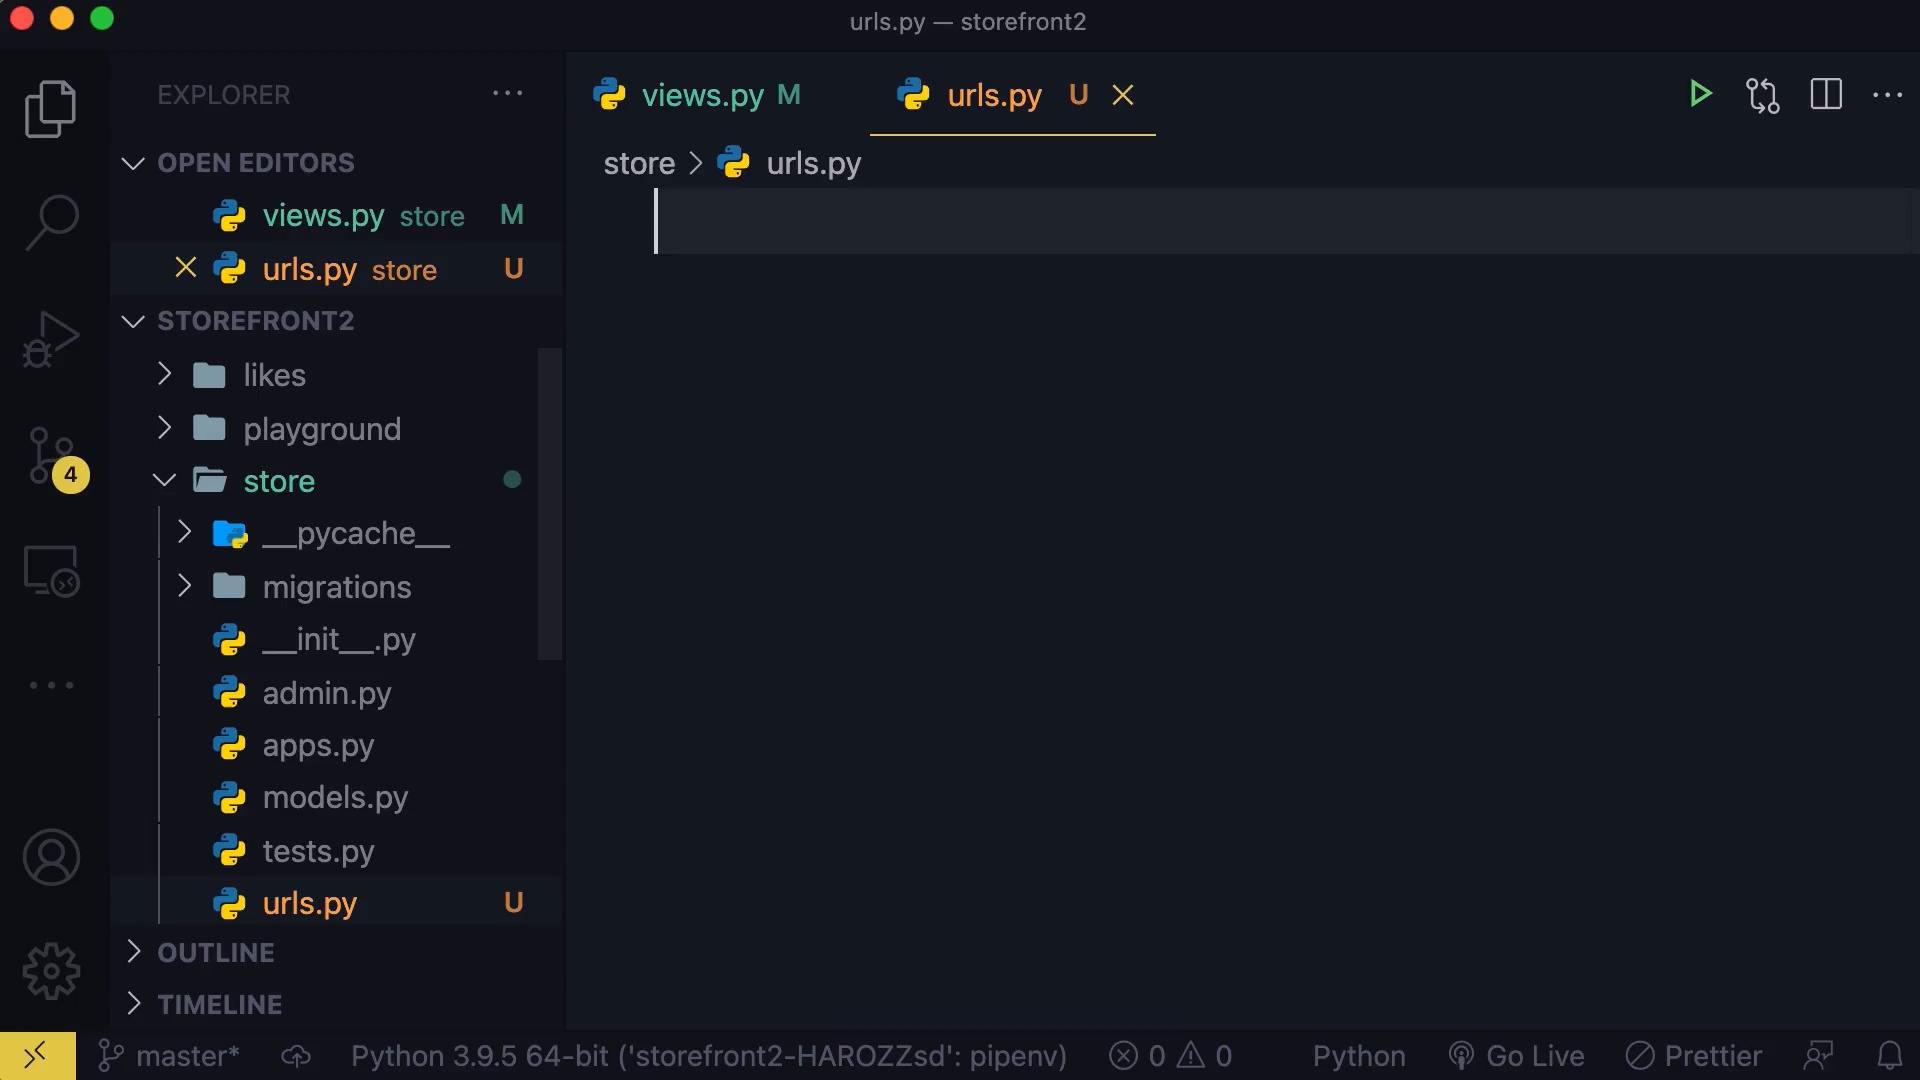 urls.py — storefront2
EXPLORER
OPEN EDITORS
views.py store M
urls.py store U
STOREFRONT2
likes
playground
store
__pycache__
migrations
__init__.py
admin.py
apps.py
models.py
tests.py
urls.py U
OUTLINE
TIMELINE
views.py M
urls.py U
store > urls.py
4
master* Python 3.9.5 64-bit ('storefront2-HAROZZsd': pipenv) 0 0 Python Go Live Prettier